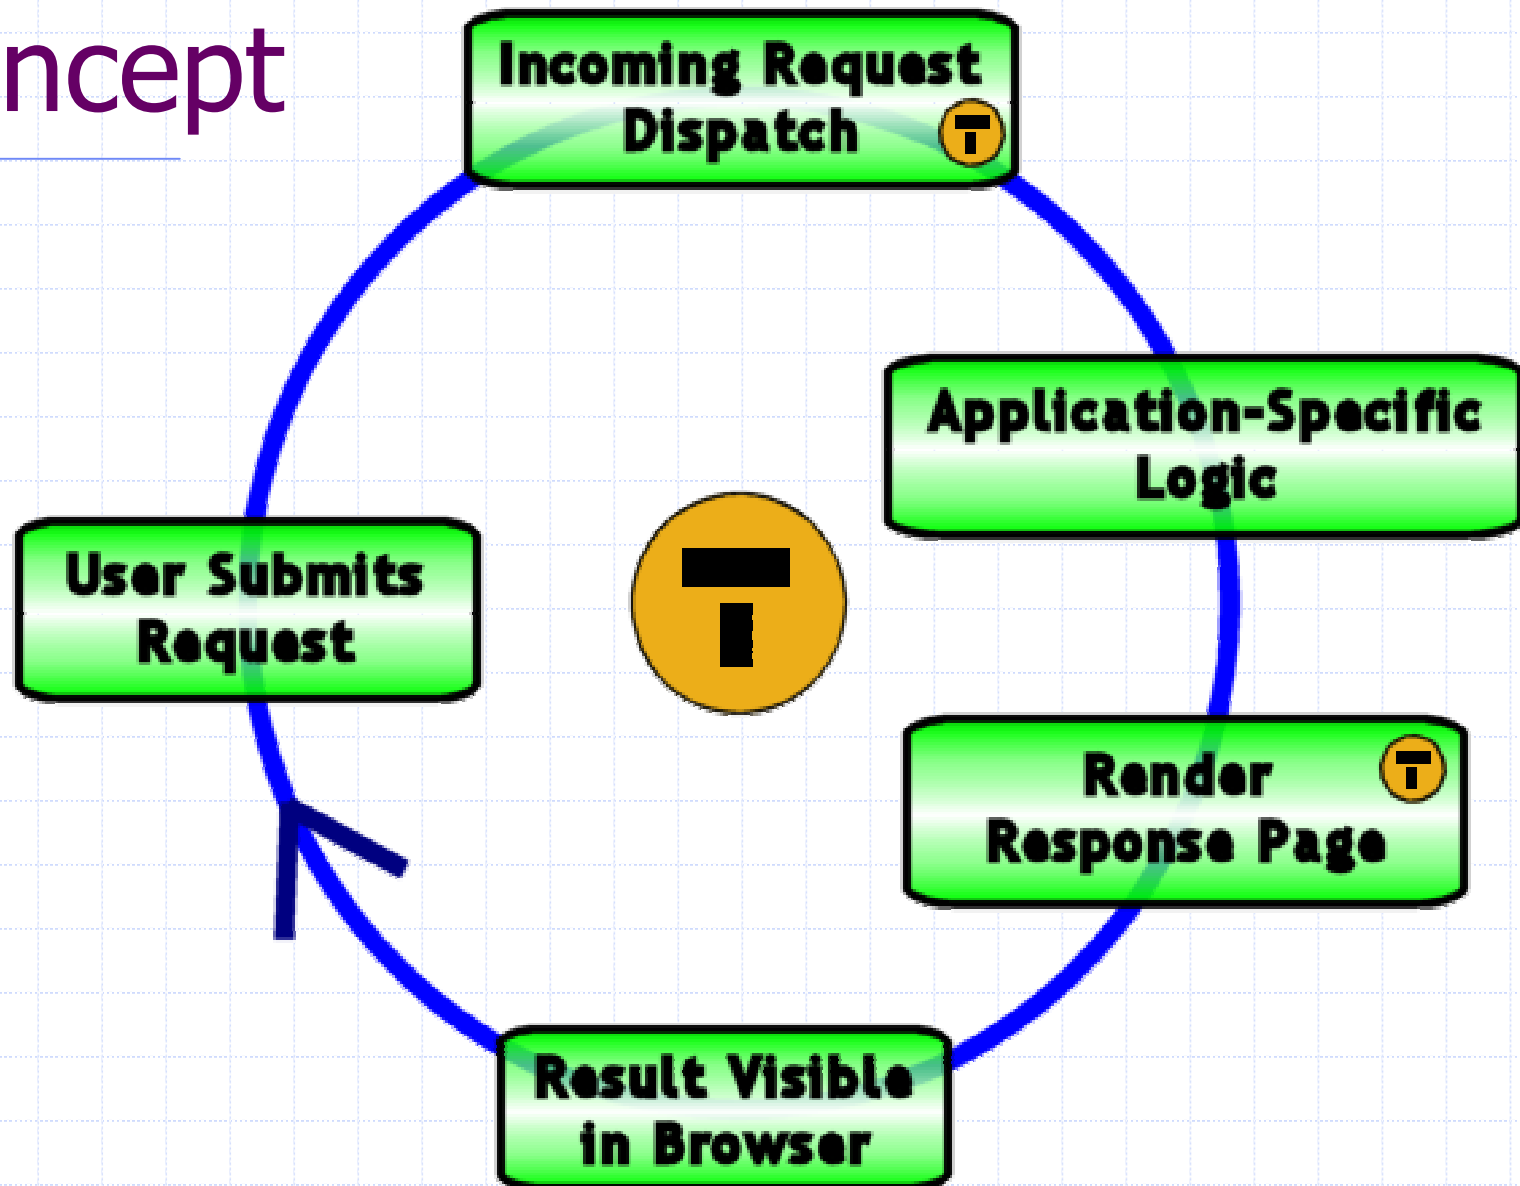 ncept
Incoming Request
Dispatch
Application-Specific
Logic
User Submits
Request
Render
Response Page
Result Visible
in Browser